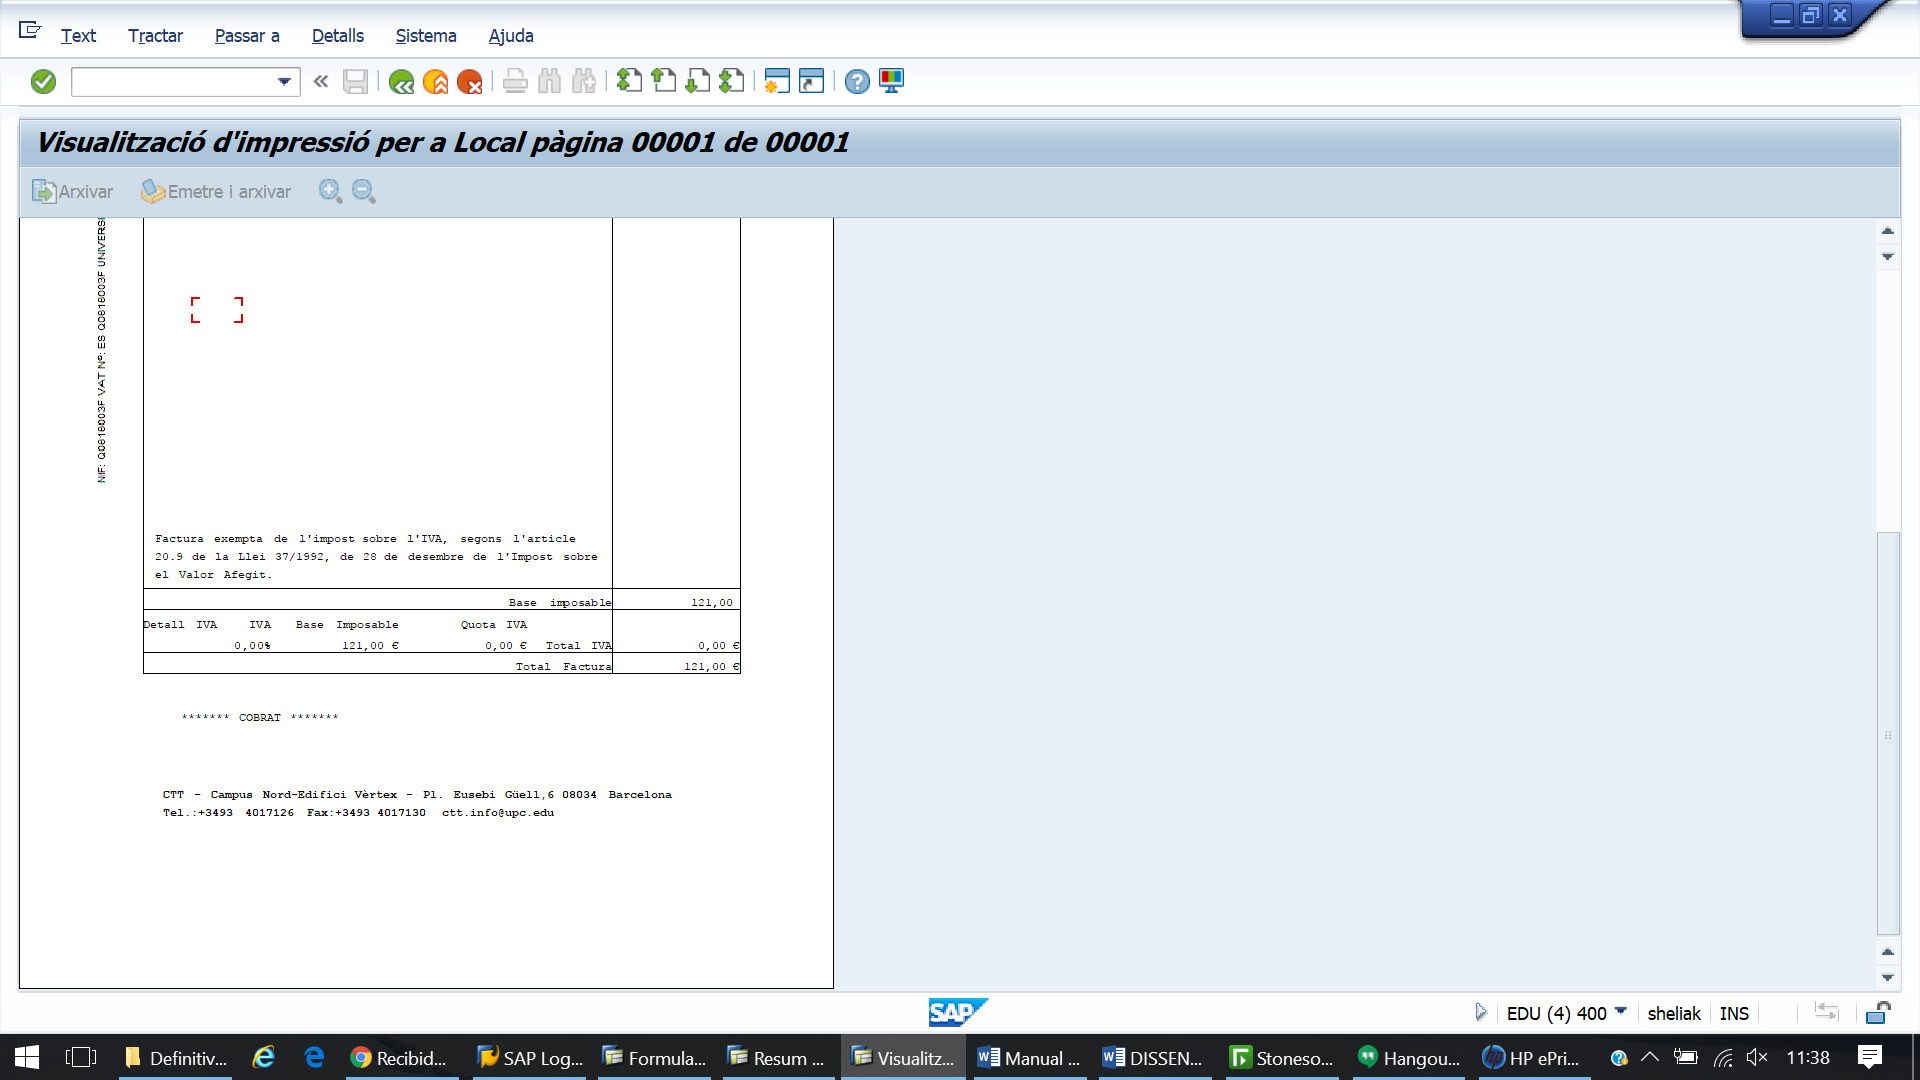 Text Tractar Passar a Detalls Sistema Ajuda
Visualització d'impressió per a Local pàgina 00001 de 00001
Arxivar Emetre i arxivar
NIF: Q0818003F VAT Nº: ES Q0818003F
Factura exempta de l'impost sobre l'IVA, segons l'article
20.9 de la Llei 37/1992, de 28 de desembre de l'Impost sobre
el Valor Afegit.
Base imposable 121,00
Detall IVA IVA Base Imposable Quota IVA
0,00% 121,00 € 0,00 € Total IVA 0,00 €
Total Factura 121,00 €
******* COBRAT *******
CTT - Campus Nord-Edifici Vèrtex - Pl. Eusebi Güell,6 08034 Barcelona
Tel.:+3493 4017126 Fax:+3493 4017130 ctt.info@upc.edu
SAP
EDU (4) 400 sheliak INS
Definitiv... Recibid... SAP Log... Formula... Resum ... Visualitz... Manual ... DISSEN... Stoneso... Hangou... HP ePri... 11:38